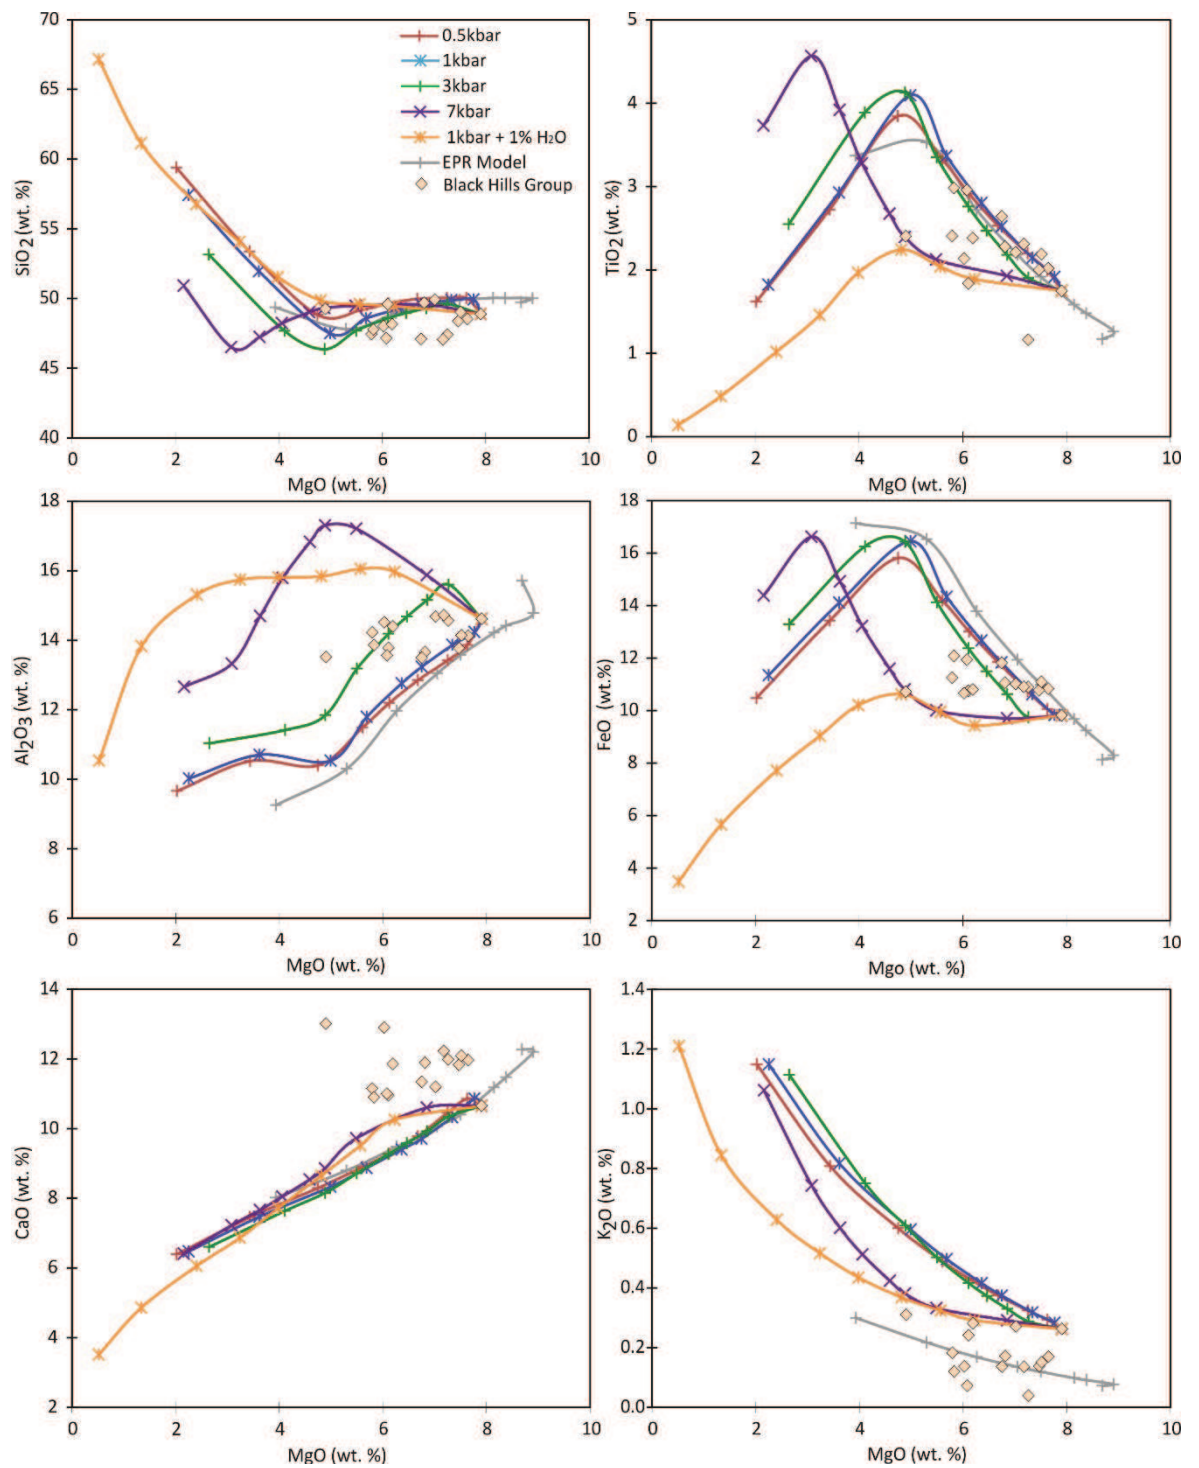 70
65
60
55
50
45
40
SiO2 (wt. %)
0 2 4 6 8 10
MgO (wt. %)
0.5kbar
1kbar
3kbar
7kbar
1kbar + 1% H2O
EPR Model
Black Hills Group
5
4
3
2
1
0
TiO2 (wt. %)
0 2 4 6 8 10
MgO (wt. %)
18
16
14
12
10
8
6
Al2O3 (wt. %)
0 2 4 6 8 10
MgO (wt. %)
18
16
14
12
10
8
6
4
2
FeO (wt.%)
0 2 4 6 8 10
Mgo (wt. %)
14
12
10
8
6
4
2
CaO (wt. %)
0 2 4 6 8 10
MgO (wt. %)
1.4
1.2
1.0
0.8
0.6
0.4
0.2
0.0
K2O (wt. %)
0 2 4 6 8 10
MgO (wt. %)